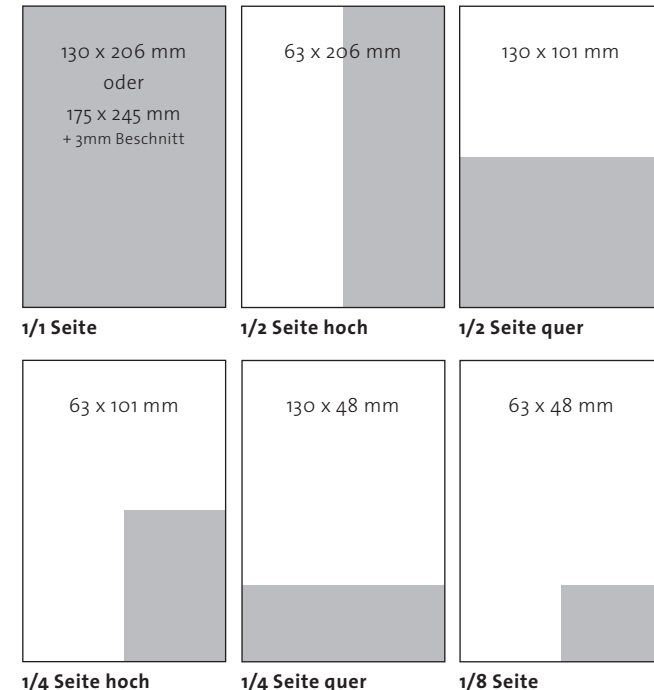 130 x 206 mm
oder
175 x 245 mm
+ 3mm Beschnitt
1/1 Seite
63 x 206 mm
1/2 Seite hoch
130 x 101 mm
1/2 Seite quer
63 x 101 mm
1/4 Seite hoch
130 x 48 mm
1/4 Seite quer
63 x 48 mm
1/8 Seite